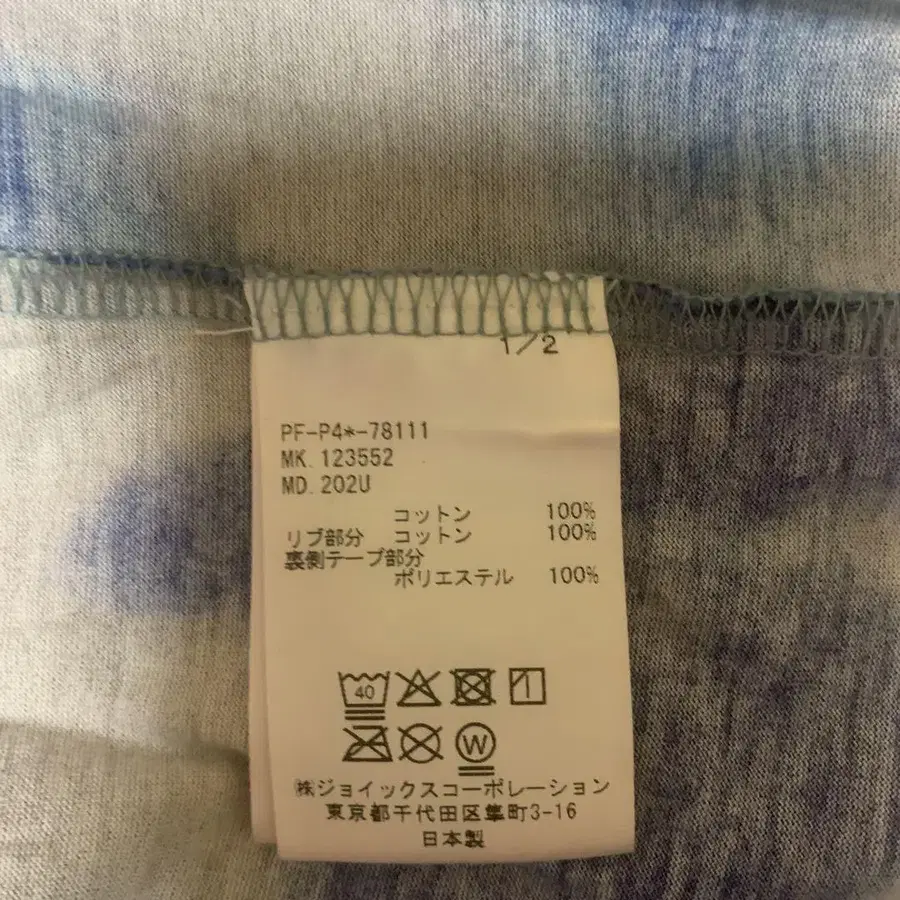 1/2
PF-P4*-78111
MK. 123552
MD. 202U
コットン 100%
リブ部分 コットン 100%
裏側テープ部分
ポリエステル 100%
40
W
㈱ジョイックスコーポレーション
東京都千代田区隼町3-16
日本製